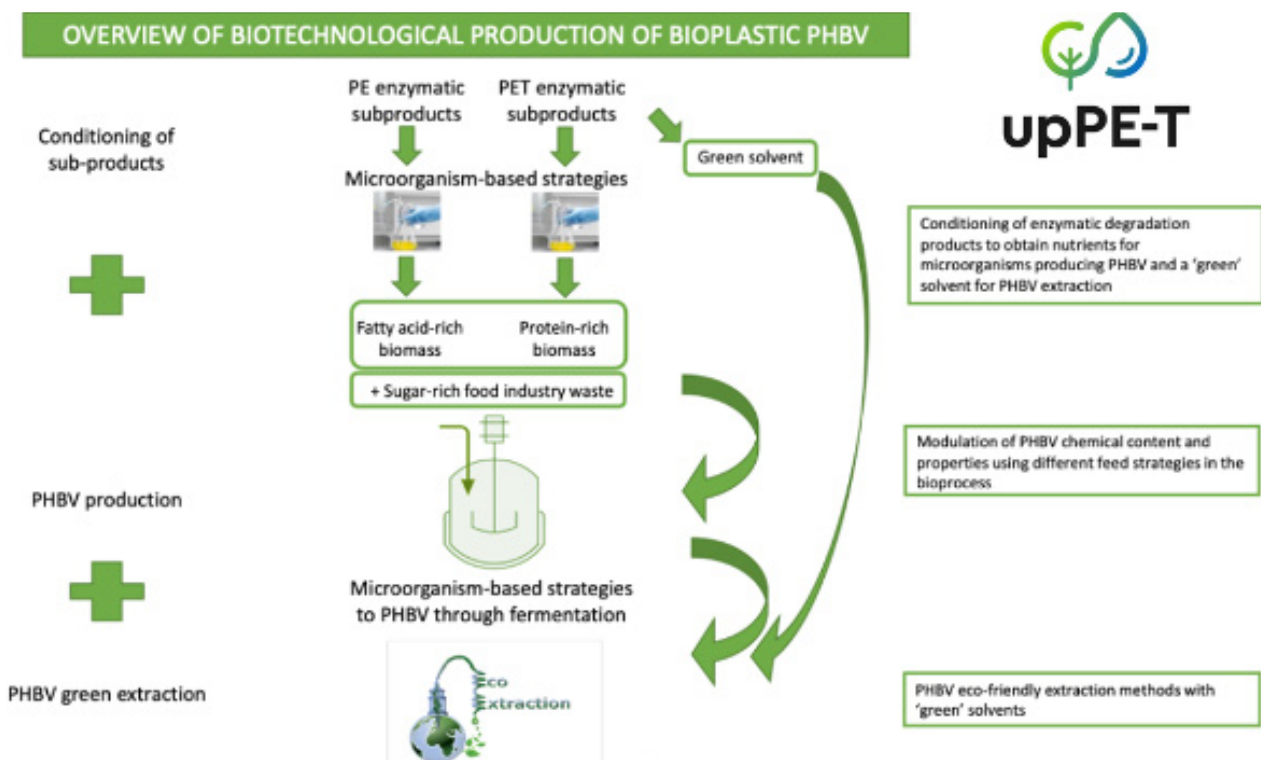 OVERVIEW OF BIOTECHNOLOGICAL PRODUCTION OF BIOPLASTIC PHBV
upPE-T
PE enzymatic
subproducts
PET enzymatic
subproducts
Conditioning of
sub-products
Green solvent
Microorganism-based strategies
Conditioning of enzymatic degradation
products to obtain nutrients for
microorganisms producing PHBV and a ‘green’
solvent for PHBV extraction
Fatty acid-rich
biomass
Protein-rich
biomass
+ Sugar-rich food industry waste
Modulation of PHBV chemical content and
properties using different feed strategies in the
bioprocess
PHBV production
Microorganism-based strategies
to PHBV through fermentation
PHBV green extraction
Eco
Extraction
PHBV eco-friendly extraction methods with
‘green’ solvents